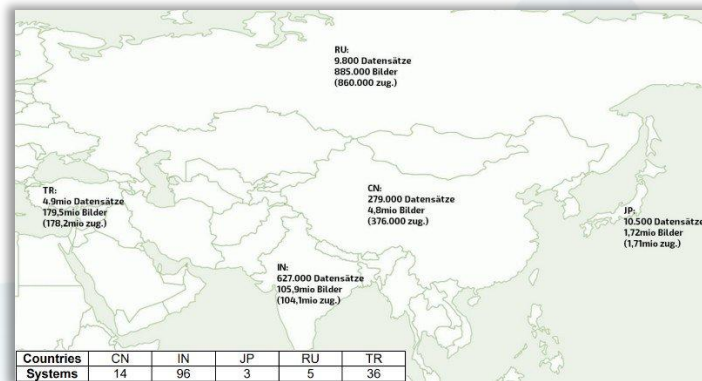 RU:
9.800 Datensätze
885.000 Bilder
(860.000 zug.)
TR:
4.9mio Datensätze
179,5mio Bilder
(178,2mio zug.)
CN:
279.000 Datensätze
4,8mio Bilder
(376.000 zug.)
JP:
10.500 Datensätze
1,72mio Bilder
(1,71mio zug.)
IN:
627.000 Datensätze
105,9mio Bilder
(104,1mio zug.)
Countries CN IN JP RU TR
Systems 14 96 3 5 36